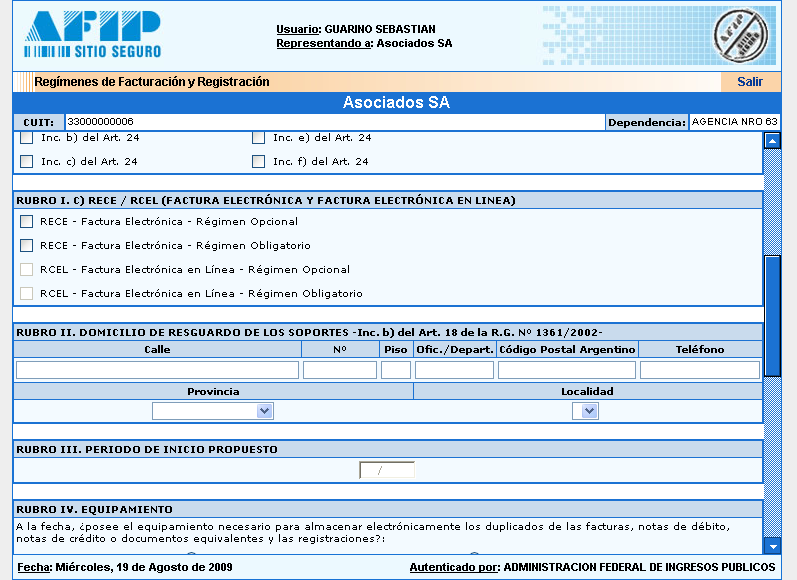 AFIP
SITIO SEGURO
Usuario: GUARINO SEBASTIAN
Representando a: Asociados SA
Regímenes de Facturación y Registración
Salir
Asociados SA
CUIT: 33000000006 Dependencia: AGENCIA NRO 63
Inc. b) del Art. 24 Inc. e) del Art. 24
Inc. c) del Art. 24 Inc. f) del Art. 24
RUBRO I. C) RECE / RCEL (FACTURA ELECTRÓNICA Y FACTURA ELECTRÓNICA EN LINEA)
RECE - Factura Electrónica - Régimen Opcional
RECE - Factura Electrónica - Régimen Obligatorio
RCEL - Factura Electrónica en Línea - Régimen Opcional
RCEL - Factura Electrónica en Línea - Régimen Obligatorio
RUBRO II. DOMICILIO DE RESGUARDO DE LOS SOPORTES -Inc. b) del Art. 18 de la R.G. Nº 1361/2002-
Calle Nº Piso Ofic./Depart. Código Postal Argentino Teléfono
Provincia Localidad
RUBRO III. PERIODO DE INICIO PROPUESTO
/
RUBRO IV. EQUIPAMIENTO
A la fecha, ¿posee el equipamiento necesario para almacenar electrónicamente los duplicados de las facturas, notas de débito,
notas de crédito o documentos equivalentes y las registraciones?:
Fecha: Miércoles, 19 de Agosto de 2009 Autenticado por: ADMINISTRACION FEDERAL DE INGRESOS PUBLICOS